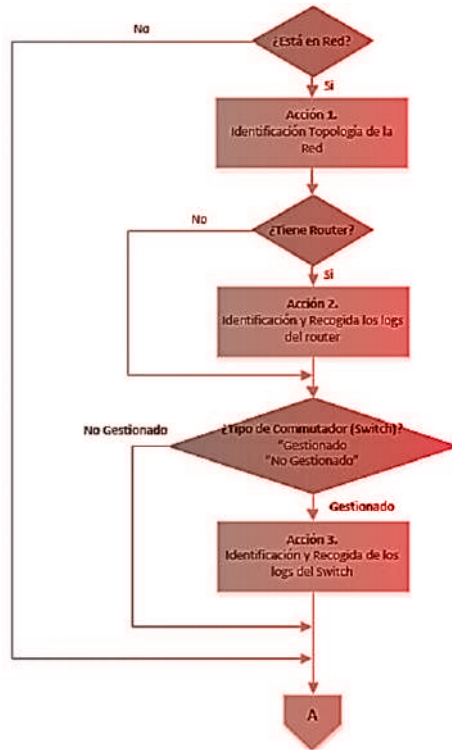 No
¿Está en Red?
Si
Acción 1.
Identificación Topología de la
Red
No
¿Tiene Router?
Si
Acción 2.
Identificación y Recogida los logs
del router
No Gestionado
¿Tipo de Commutador (Switch)?
"Gestionado
"No Gestionado"
Gestionado
Acción 3.
Identificación y Recogida de los
logs del Switch
A